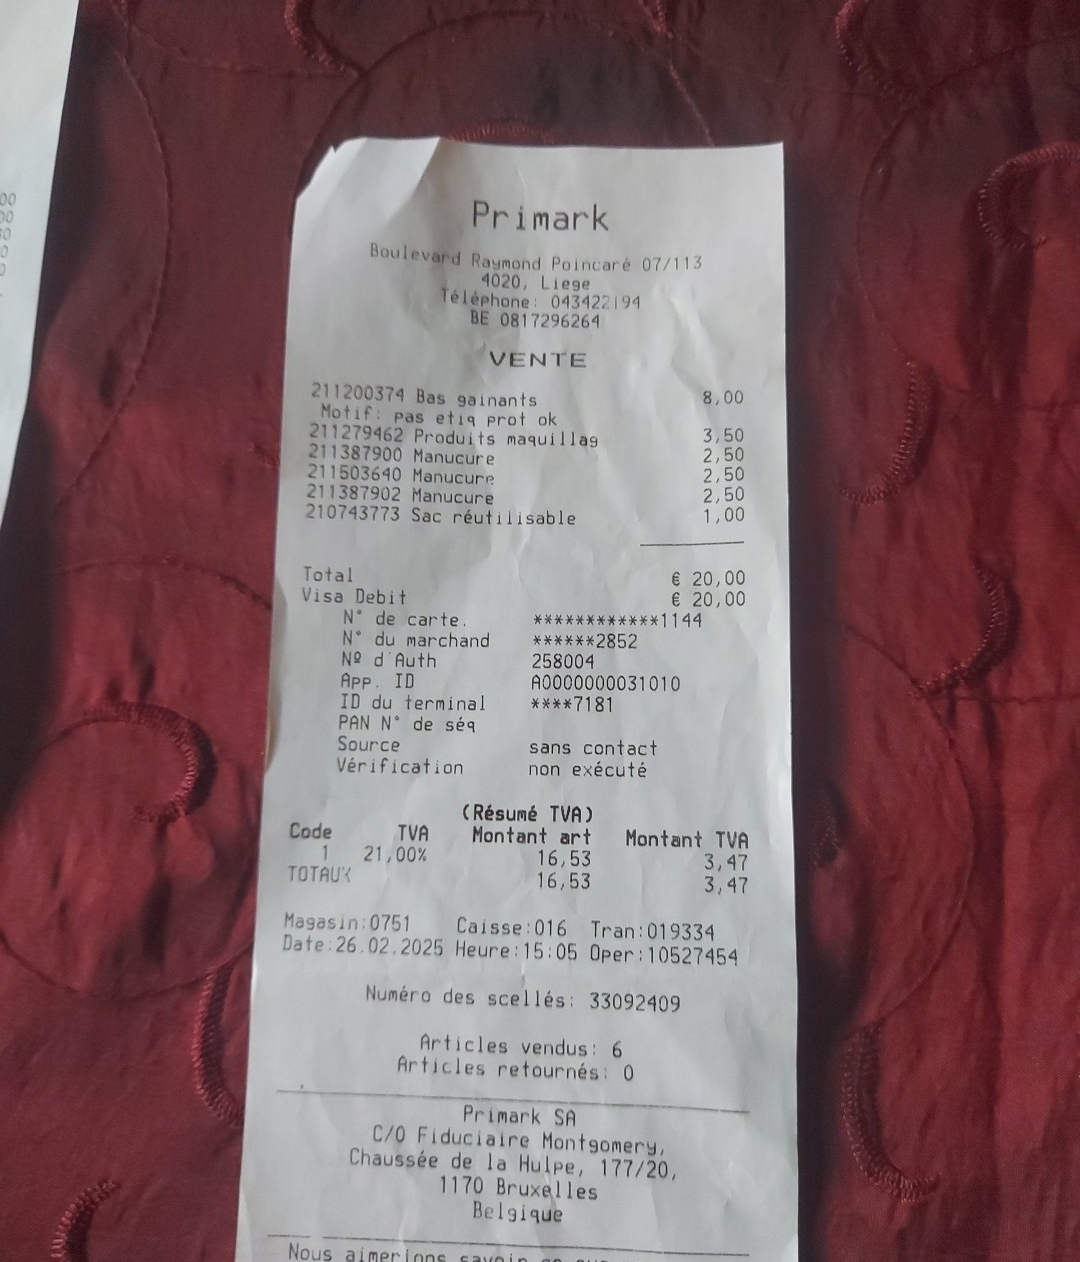 00
00
Primark
Boulevard Raymond Poincaré 07/113
4020, Liege
Téléphone: 043422194
BE 0817296264
VENTE
211200374 Bas gainants 8,00
Motif: pas etiq prot ok
211279462 Produits maquillag 3,50
211387900 Manucure 2,50
211503640 Manucure 2,50
211387902 Manucure 2,50
210743773 Sac réutilisable 1,00
Total € 20,00
Visa Debit € 20,00
N° de carte. ************1144
N° du marchand ******2852
Nº d'Auth 258004
App. ID A0000000031010
ID du terminal ****7181
PAN N° de séq
Source sans contact
Vérification non exécuté
(Résumé TVA)
Code TVA Montant art Montant TVA
1 21,00% 16,53 3,47
TOTAUX 16,53 3,47
Magasin:0751 Caisse:016 Tran:019334
Date:26.02.2025 Heure:15:05 Oper:10527454
Numéro des scellés: 33092409
Articles vendus: 6
Articles retournés: 0
Primark SA
C/O Fiduciaire Montgomery,
Chaussée de la Hulpe, 177/20,
1170 Bruxelles
Belgique
Nous aimerions savoir